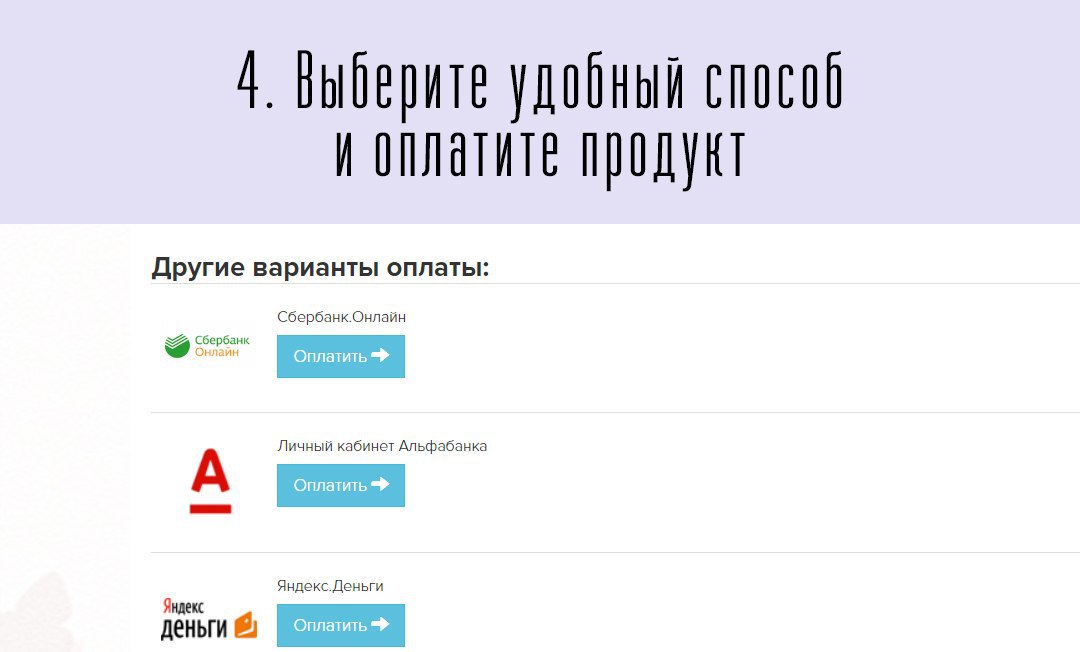 4. Выберите удобный способ
и оплатите продукт
Другие варианты оплаты:
Сбербанк.Онлайн
Сбербанк
Онлайн
Оплатить
Личный кабинет Альфабанка
А
Оплатить
Яндекс.Деньги
Яндекс
деньги
Оплатить